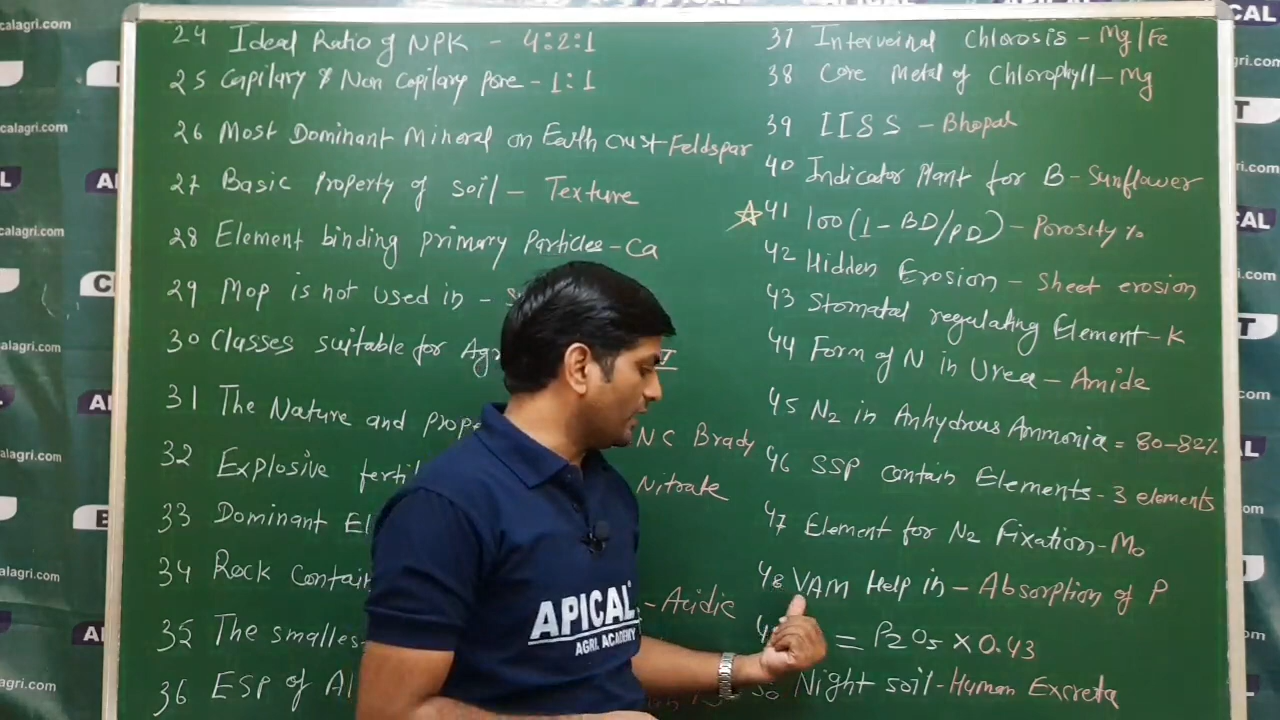 24 Ideal Ratio of NPK - 4:2:1
25 Capilary & Non Capilary Pore - 1:1
26 Most Dominant Mineral on Earth Crust - Feldspar
27 Basic Property of soil - Texture
28 Element binding primary Particles - Ca
29 Mop is not used in -
30 Classes suitable for
31 The Nature and NC Brady
32 Explosive Nitrate
33 Dominant
34 Rock - Acidic
35 The
36 ESP of
37 Interveinal Chlorosis - Mg/Fe
38 Core Metal of Chlorophyll - Mg
39 IISS - Bhopal
40 Indicator Plant for B - Sunflower
41 100(1-BD/PD) - Porosity %
42 Hidden Erosion - Sheet erosion
43 Stomatal regulating Element - K
44 Form of N in Urea - Amide
45 N2 in Anhydrous Ammonia = 80-82%
46 SSP contain Elements - 3 elements
47 Element for N2 Fixation - Mo
48 VAM Help in - Absorption of P
= P2O5 X 0.43
50 Night soil - Human Excreta
APICAL
AGRI. ACADEMY